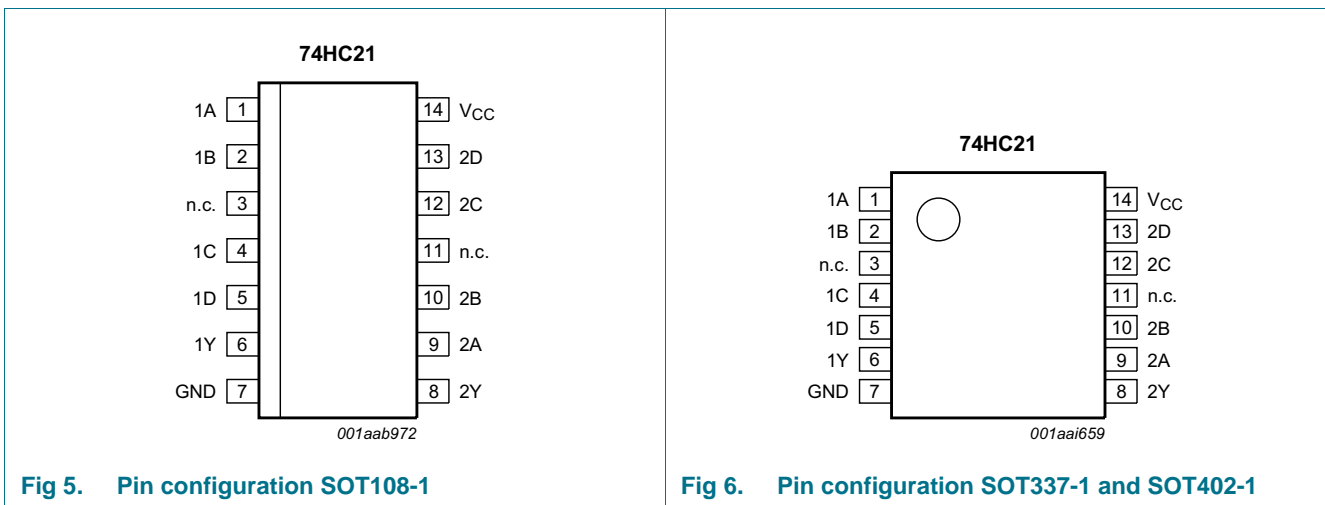 74HC21
1A 1 14 VCC
1B 2 13 2D
n.c. 3 12 2C
1C 4 11 n.c.
1D 5 10 2B
1Y 6 9 2A
GND 7 8 2Y
001aab972
Fig 5. Pin configuration SOT108-1
74HC21
1A 1 14 VCC
1B 2 13 2D
n.c. 3 12 2C
1C 4 11 n.c.
1D 5 10 2B
1Y 6 9 2A
GND 7 8 2Y
001aai659
Fig 6. Pin configuration SOT337-1 and SOT402-1